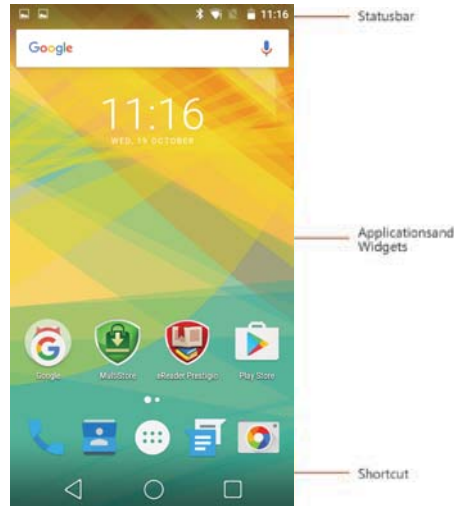 11:16
Statusbar
Google
11:16
WED, 19 OCTOBER
Applicationsand
Widgets
Google
MultiStore
eReader Prestigio
Play Store
Shortcut